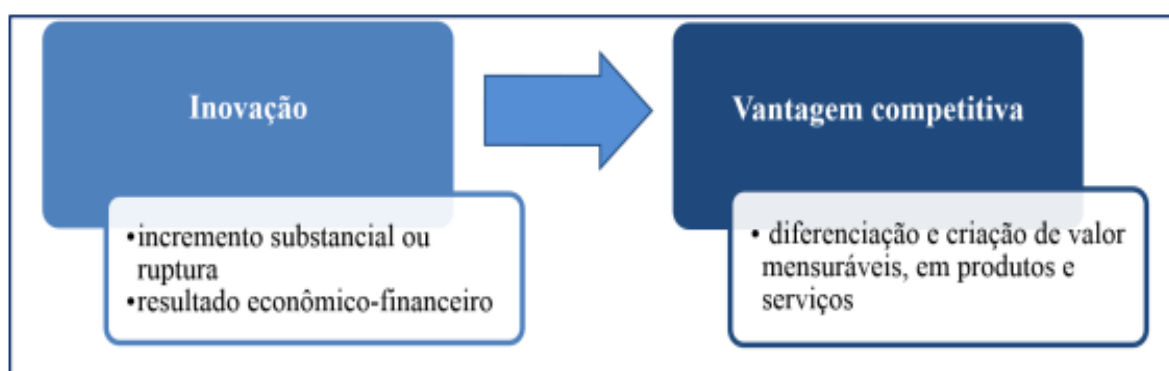 Inovação
•incremento substancial ou
ruptura
•resultado econômico-financeiro
Vantagem competitiva
• diferenciação e criação de valor
mensuráveis, em produtos e
serviços